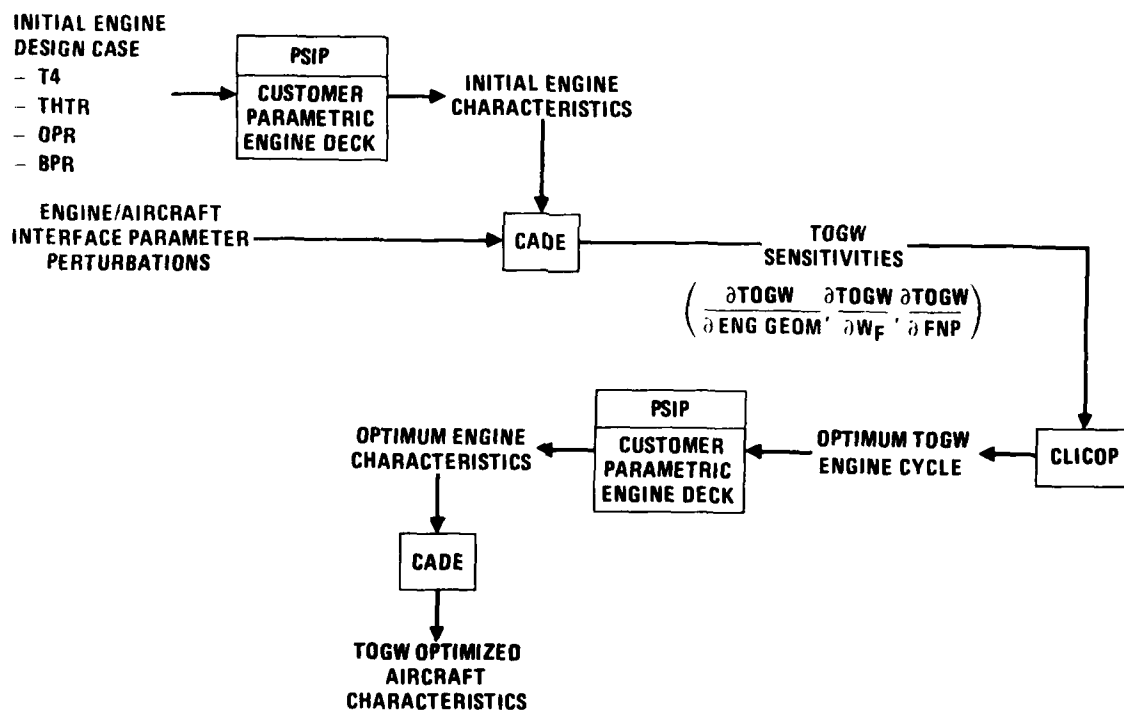 INITIAL ENGINE
DESIGN CASE
– T4
– THTR
– OPR
– BPR
PSIP
CUSTOMER
PARAMETRIC
ENGINE DECK
INITIAL ENGINE
CHARACTERISTICS
ENGINE/AIRCRAFT
INTERFACE PARAMETER
PERTURBATIONS
CADE
TOGW
SENSITIVITIES
( ∂TOGW / ∂ ENG GEOM, ∂TOGW / ∂W_F, ∂TOGW / ∂ FNP )
CLICOP
OPTIMUM TOGW
ENGINE CYCLE
PSIP
CUSTOMER
PARAMETRIC
ENGINE DECK
OPTIMUM ENGINE
CHARACTERISTICS
CADE
TOGW OPTIMIZED
AIRCRAFT
CHARACTERISTICS